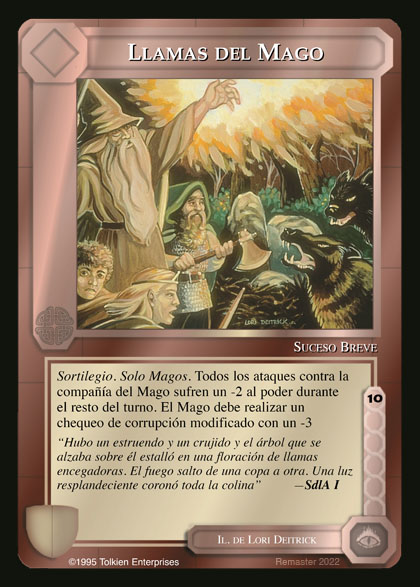 Llamas del Mago
LORI DEITRICK
Suceso Breve
Sortilegio. Solo Magos. Todos los ataques contra la
compañía del Mago sufren un -2 al poder durante
el resto del turno. El Mago debe realizar un
chequeo de corrupción modificado con un -3
10
“Hubo un estruendo y un crujido y el árbol que se
alzaba sobre él estalló en una floración de llamas
encegadoras. El fuego salto de una copa a otra. Una luz
resplandeciente coronó toda la colina” —SdlA I
Il. de Lori Deitrick
©1995 Tolkien Enterprises
Remaster 2022